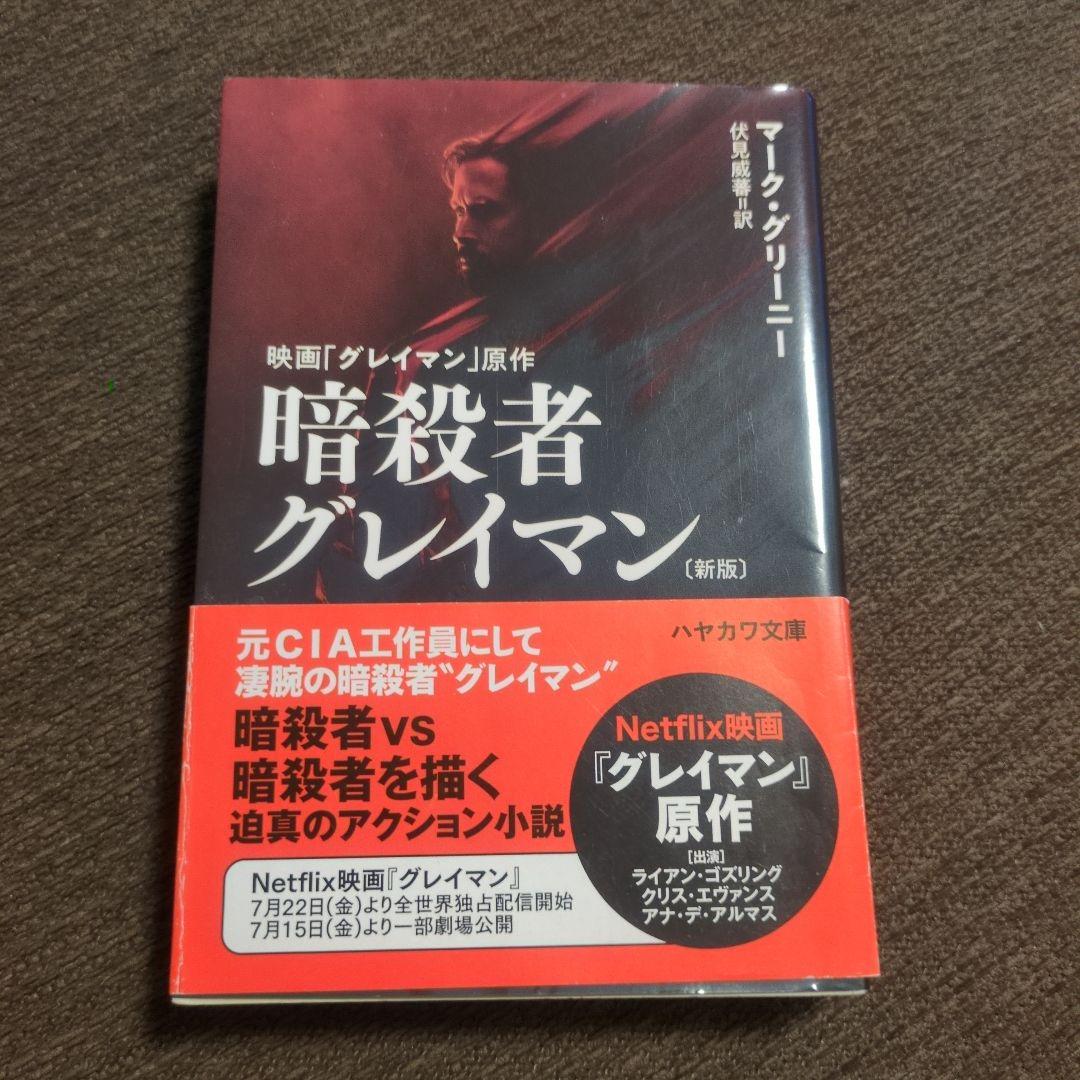 マーク・グリーニー
伏見威蕃=訳
映画「グレイマン」原作
暗殺者
グレイマン
〔新版〕
ハヤカワ文庫
元CIA工作員にして
凄腕の暗殺者“グレイマン”
暗殺者vs
暗殺者を描く
迫真のアクション小説
Netflix映画
『グレイマン』
原作
[出演]
ライアン・ゴズリング
クリス・エヴァンス
アナ・デ・アルマス
Netflix映画『グレイマン』
7月22日(金)より全世界独占配信開始
7月15日(金)より一部劇場公開